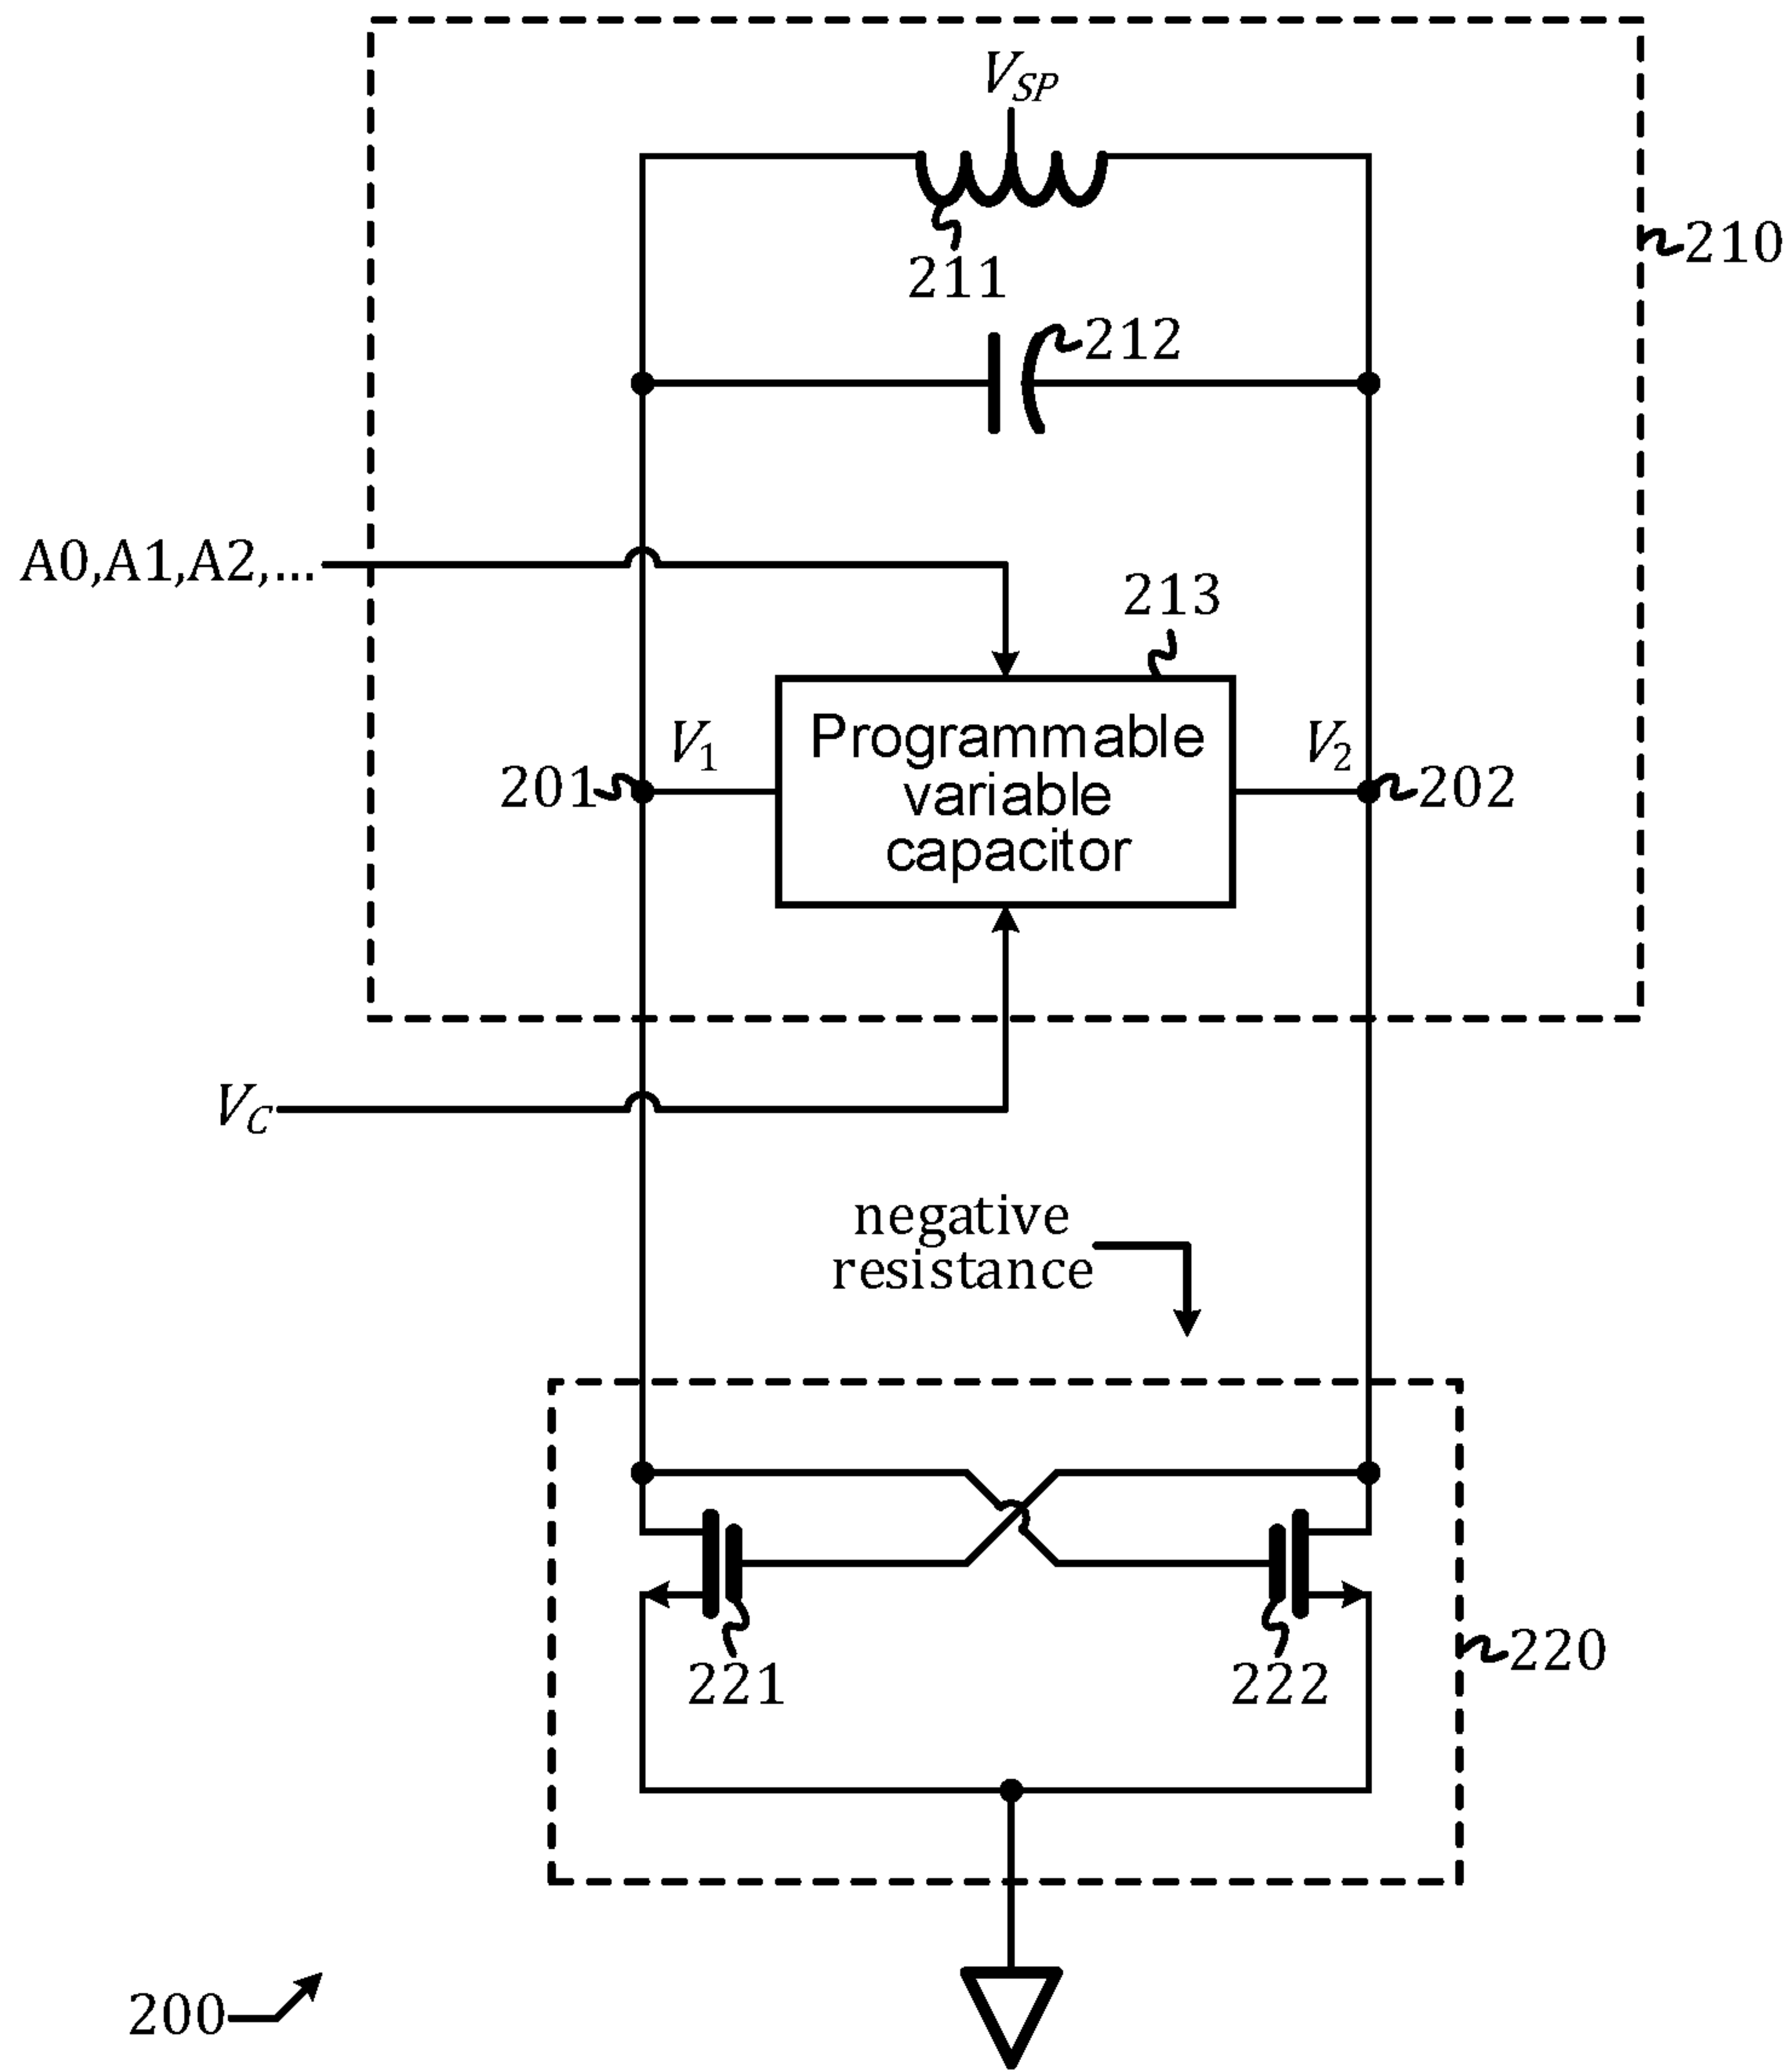 V_SP
210
211
212
A0,A1,A2,...
213
V_1
Programmable
variable
capacitor
V_2
201
202
V_C
negative
resistance
221
222
220
200